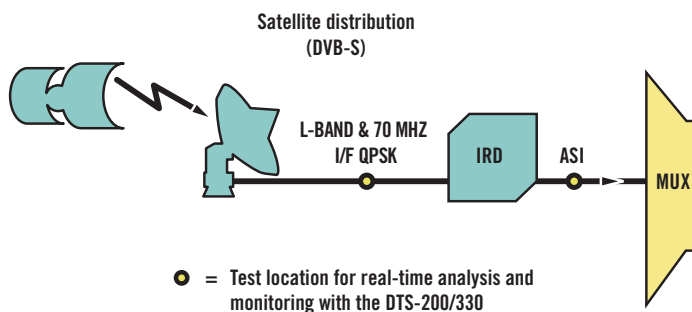 Satellite distribution
(DVB-S)
L-BAND & 70 MHZ
I/F QPSK
IRD
ASI
MUX
= Test location for real-time analysis and
monitoring with the DTS-200/330